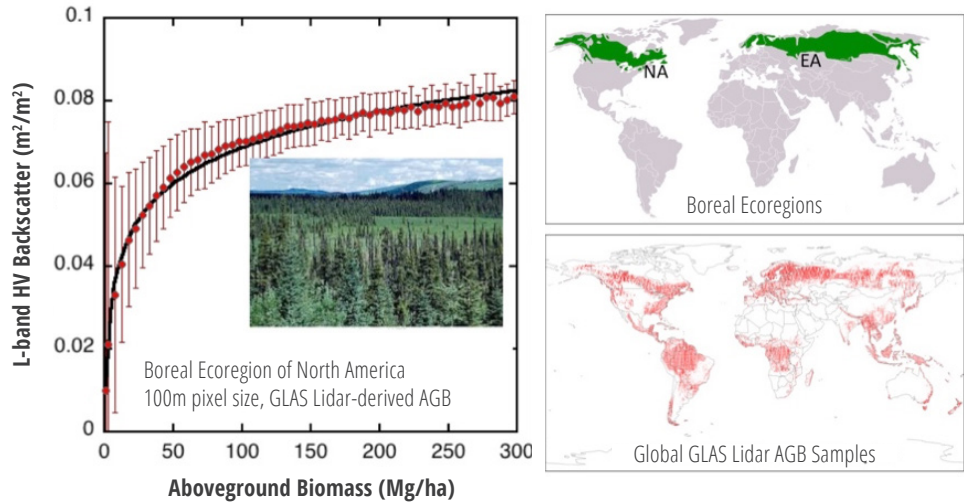 L-band HV Backscatter (m²/m²)
0.1
0.08
0.06
0.04
0.02
0
Boreal Ecoregion of North America
100m pixel size, GLAS Lidar-derived AGB
0 50 100 150 200 250 300
Aboveground Biomass (Mg/ha)
NA
EA
Boreal Ecoregions
Global GLAS Lidar AGB Samples